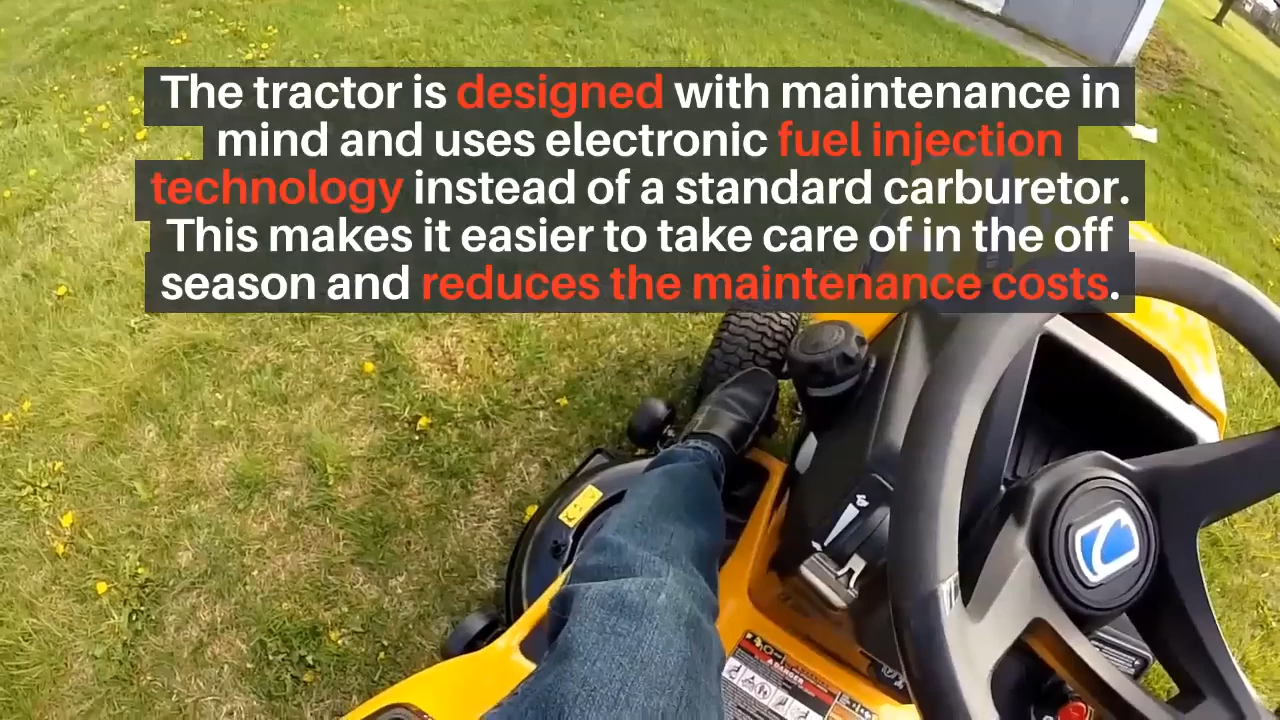 The tractor is designed with maintenance in
mind and uses electronic fuel injection
technology instead of a standard carburetor.
This makes it easier to take care of in the off
season and reduces the maintenance costs.
DANGER